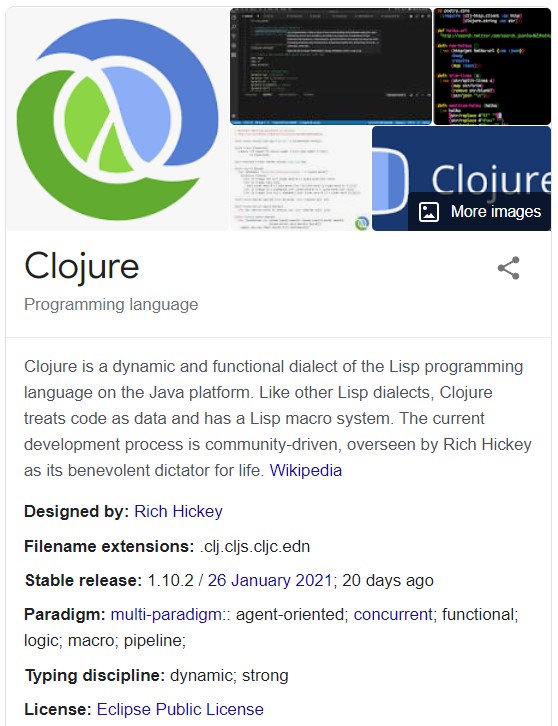 Clojure
More images
Clojure
Programming language
Clojure is a dynamic and functional dialect of the Lisp programming
language on the Java platform. Like other Lisp dialects, Clojure
treats code as data and has a Lisp macro system. The current
development process is community-driven, overseen by Rich Hickey
as its benevolent dictator for life. Wikipedia
Designed by: Rich Hickey
Filename extensions: .clj.cljs.cljc.edn
Stable release: 1.10.2 / 26 January 2021; 20 days ago
Paradigm: multi-paradigm:: agent-oriented; concurrent; functional;
logic; macro; pipeline;
Typing discipline: dynamic; strong
License: Eclipse Public License